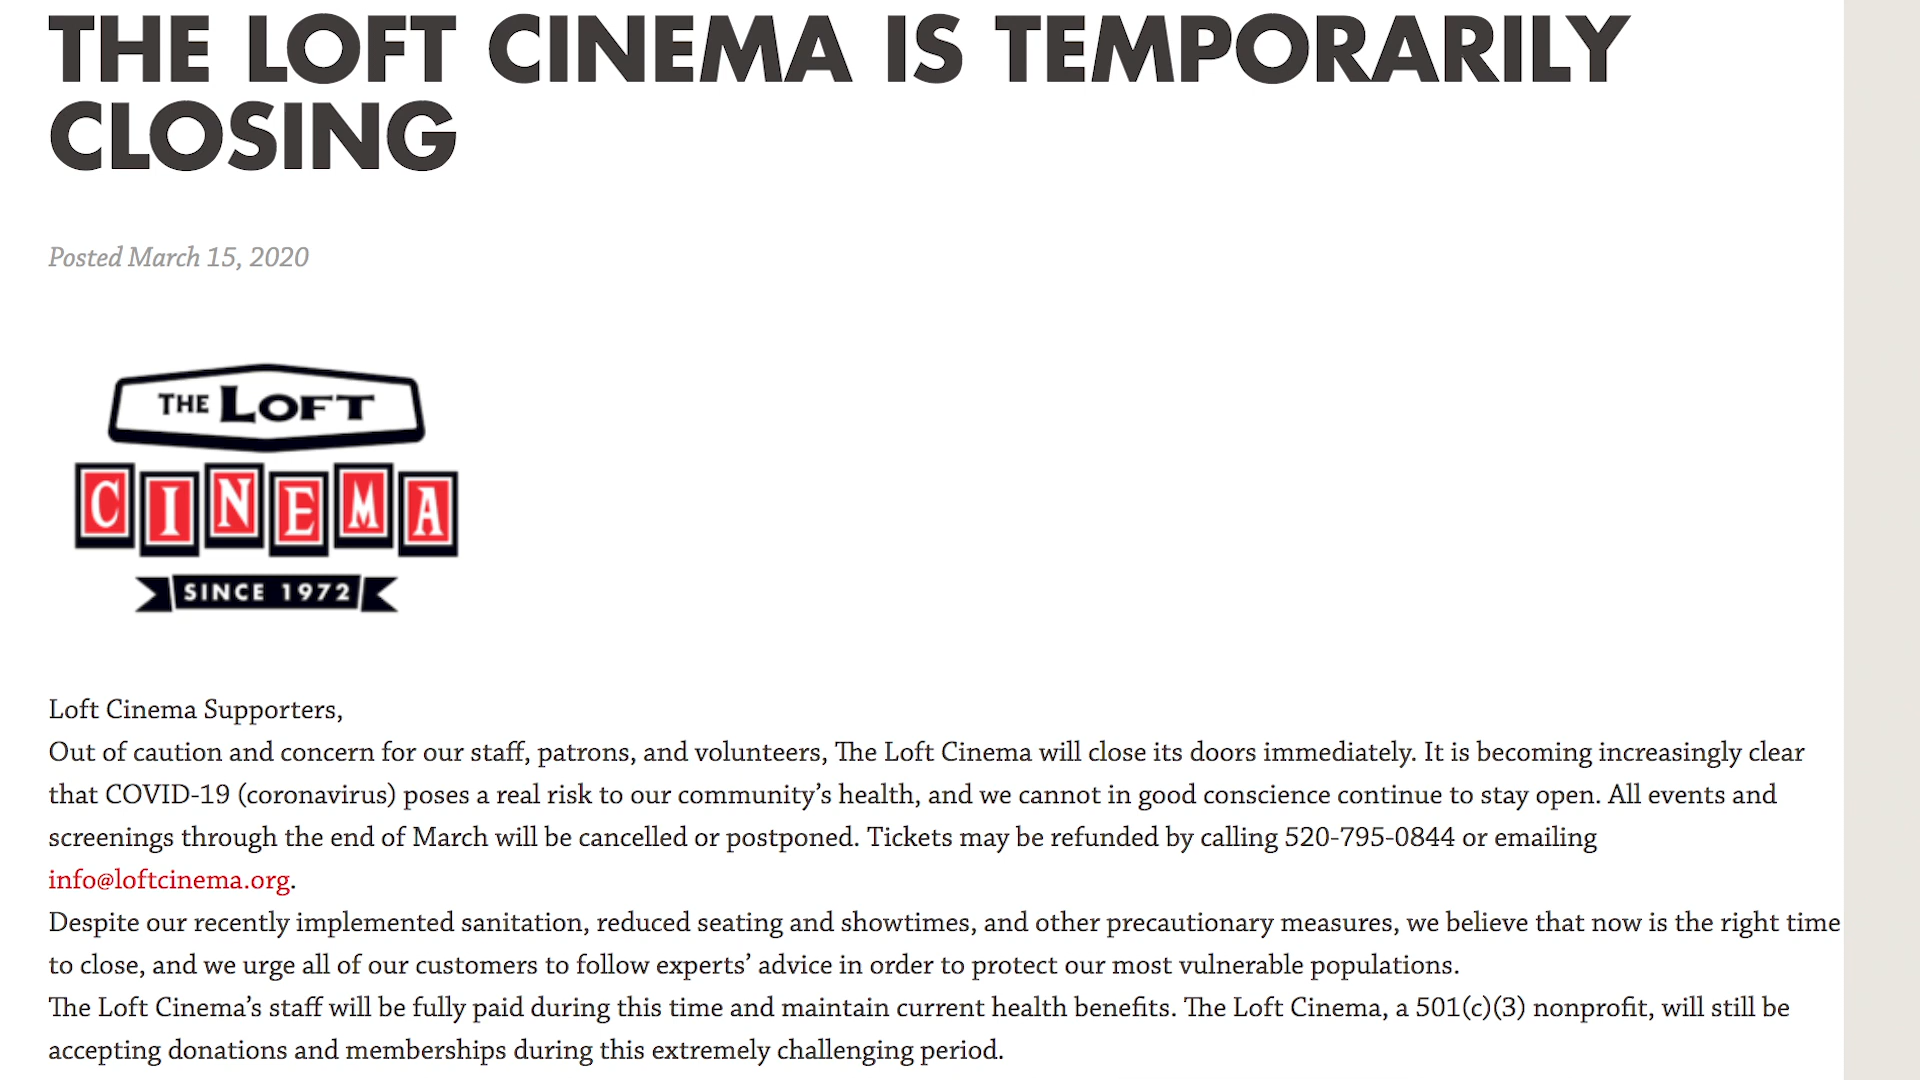 THE LOFT CINEMA IS TEMPORARILY
CLOSING
Posted March 15, 2020
THE LOFT
CINEMA
SINCE 1972
Loft Cinema Supporters,
Out of caution and concern for our staff, patrons, and volunteers, The Loft Cinema will close its doors immediately. It is becoming increasingly clear
that COVID-19 (coronavirus) poses a real risk to our community’s health, and we cannot in good conscience continue to stay open. All events and
screenings through the end of March will be cancelled or postponed. Tickets may be refunded by calling 520-795-0844 or emailing
info@loftcinema.org.
Despite our recently implemented sanitation, reduced seating and showtimes, and other precautionary measures, we believe that now is the right time
to close, and we urge all of our customers to follow experts’ advice in order to protect our most vulnerable populations.
The Loft Cinema’s staff will be fully paid during this time and maintain current health benefits. The Loft Cinema, a 501(c)(3) nonprofit, will still be
accepting donations and memberships during this extremely challenging period.